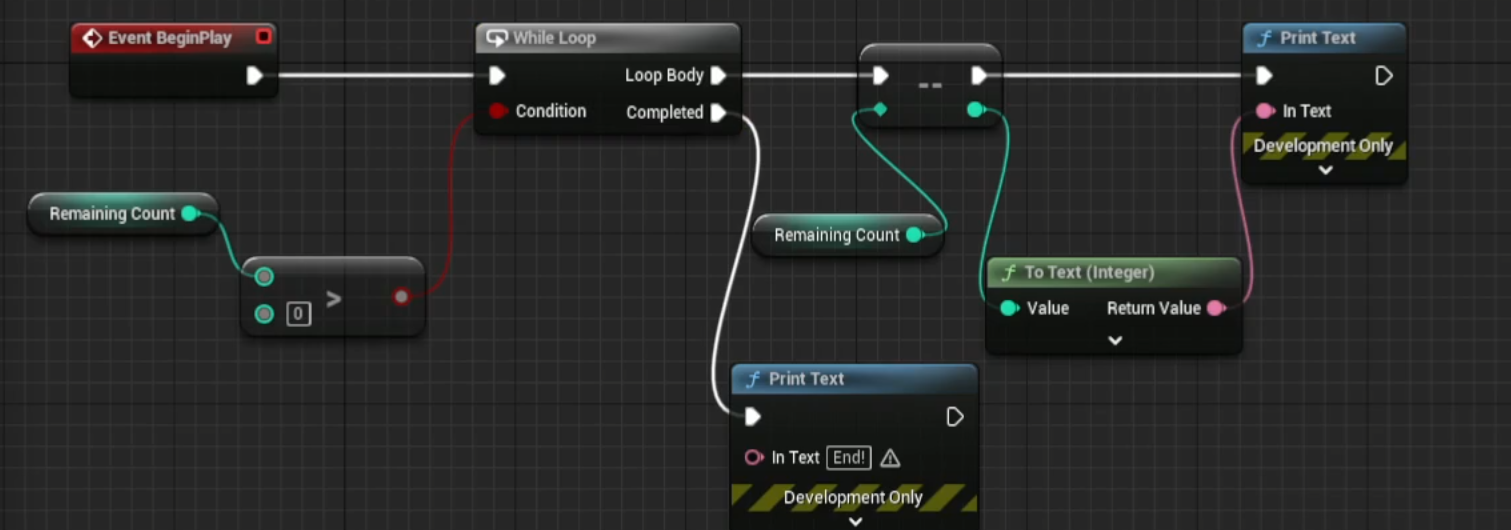 Event BeginPlay
While Loop
Loop Body
Condition
Completed
--
Print Text
In Text
Development Only
Remaining Count
0
>
Remaining Count
To Text (Integer)
Value
Return Value
Print Text
In Text End!
Development Only